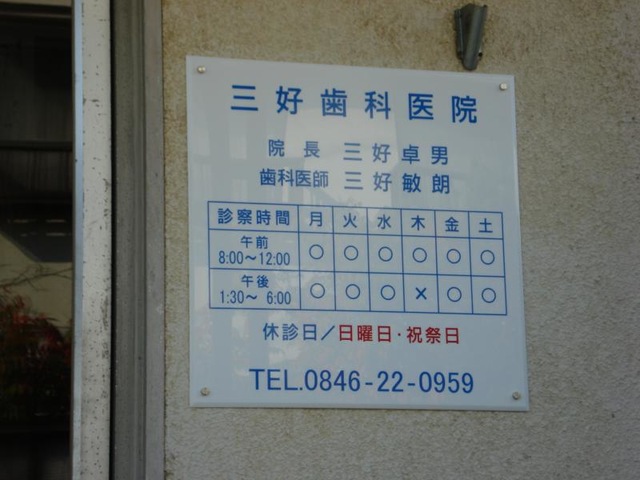 三好歯科医院
院長 三好卓男
歯科医師 三好敏朗
診察時間 月 火 水 木 金 土
午前 8:00～12:00 ○ ○ ○ ○ ○ ○
午後 1:30～ 6:00 ○ ○ ○ × ○ ○
休診日／日曜日・祝祭日
TEL.0846-22-0959